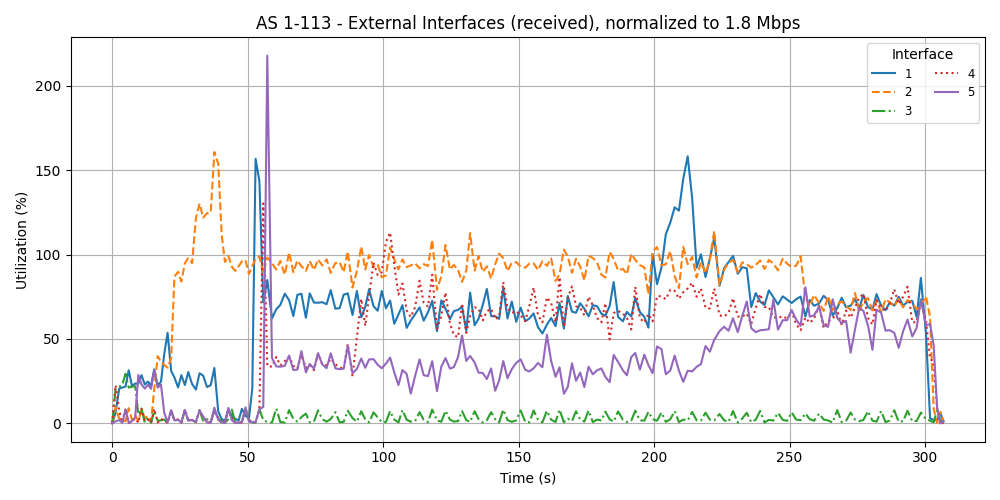 AS 1-113 - External Interfaces (received), normalized to 1.8 Mbps
Interface
1
2
3
4
5
Utilization (%)
200
150
100
50
0
0 50 100 150 200 250 300
Time (s)